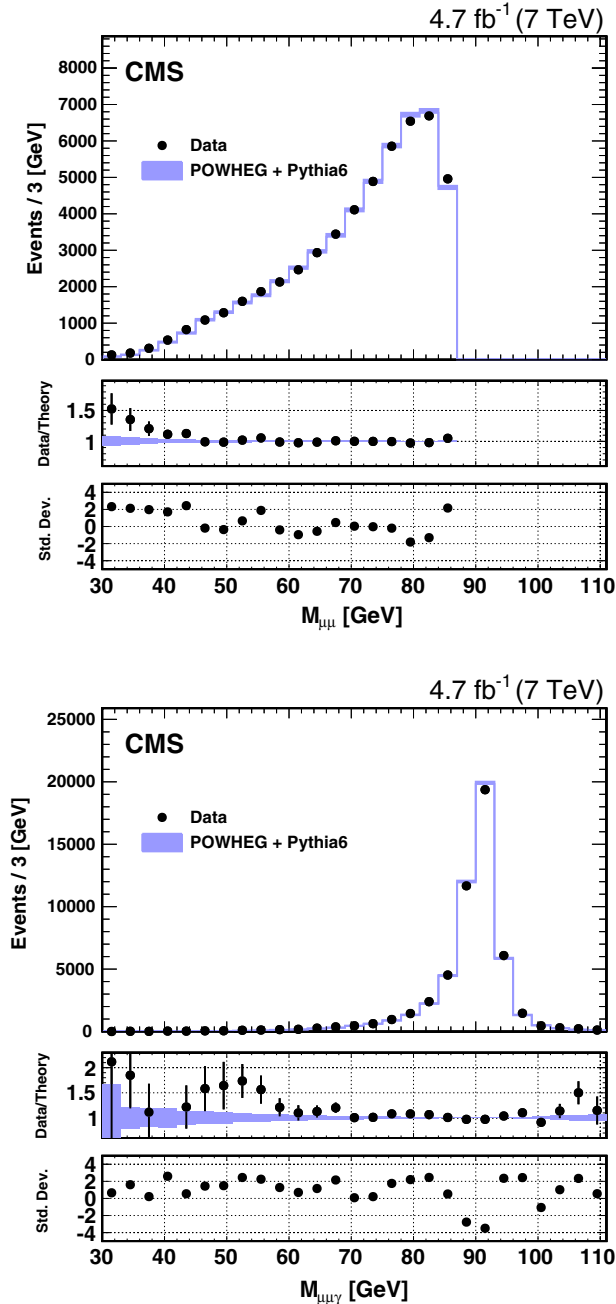 4.7 fb⁻¹ (7 TeV)
CMS
Data
POWHEG + Pythia6
Events / 3 [GeV]
8000
7000
6000
5000
4000
3000
2000
1000
0
Data/Theory
1.5
1
Std. Dev.
4
2
0
-2
-4
30 40 50 60 70 80 90 100 110
M_μμ [GeV]
4.7 fb⁻¹ (7 TeV)
CMS
Data
POWHEG + Pythia6
Events / 3 [GeV]
25000
20000
15000
10000
5000
0
Data/Theory
2
1.5
1
Std. Dev.
4
2
0
-2
-4
30 40 50 60 70 80 90 100 110
M_μμγ [GeV]